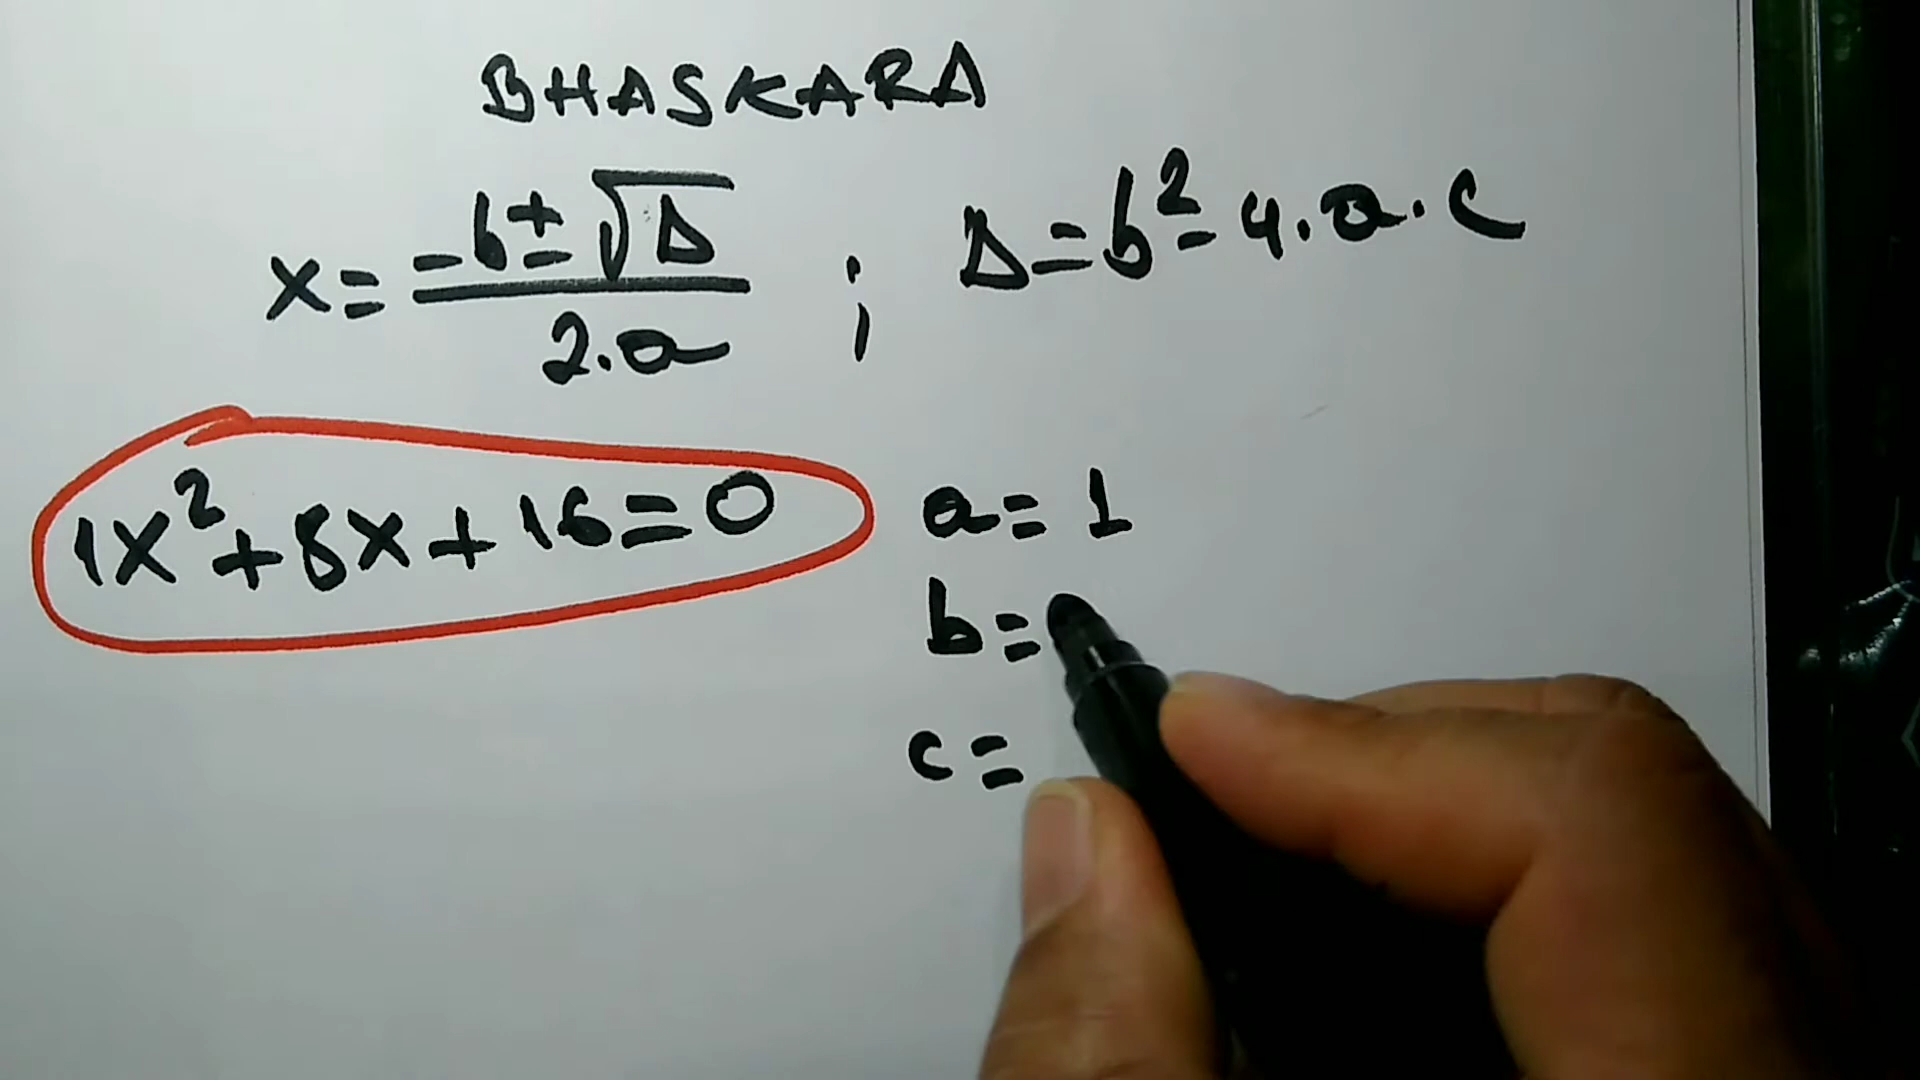 BHASKARA
x = -b ± √Δ / 2.a ; Δ = b² - 4.a.c
1x² + 8x + 16 = 0
a = 1
b =
c =